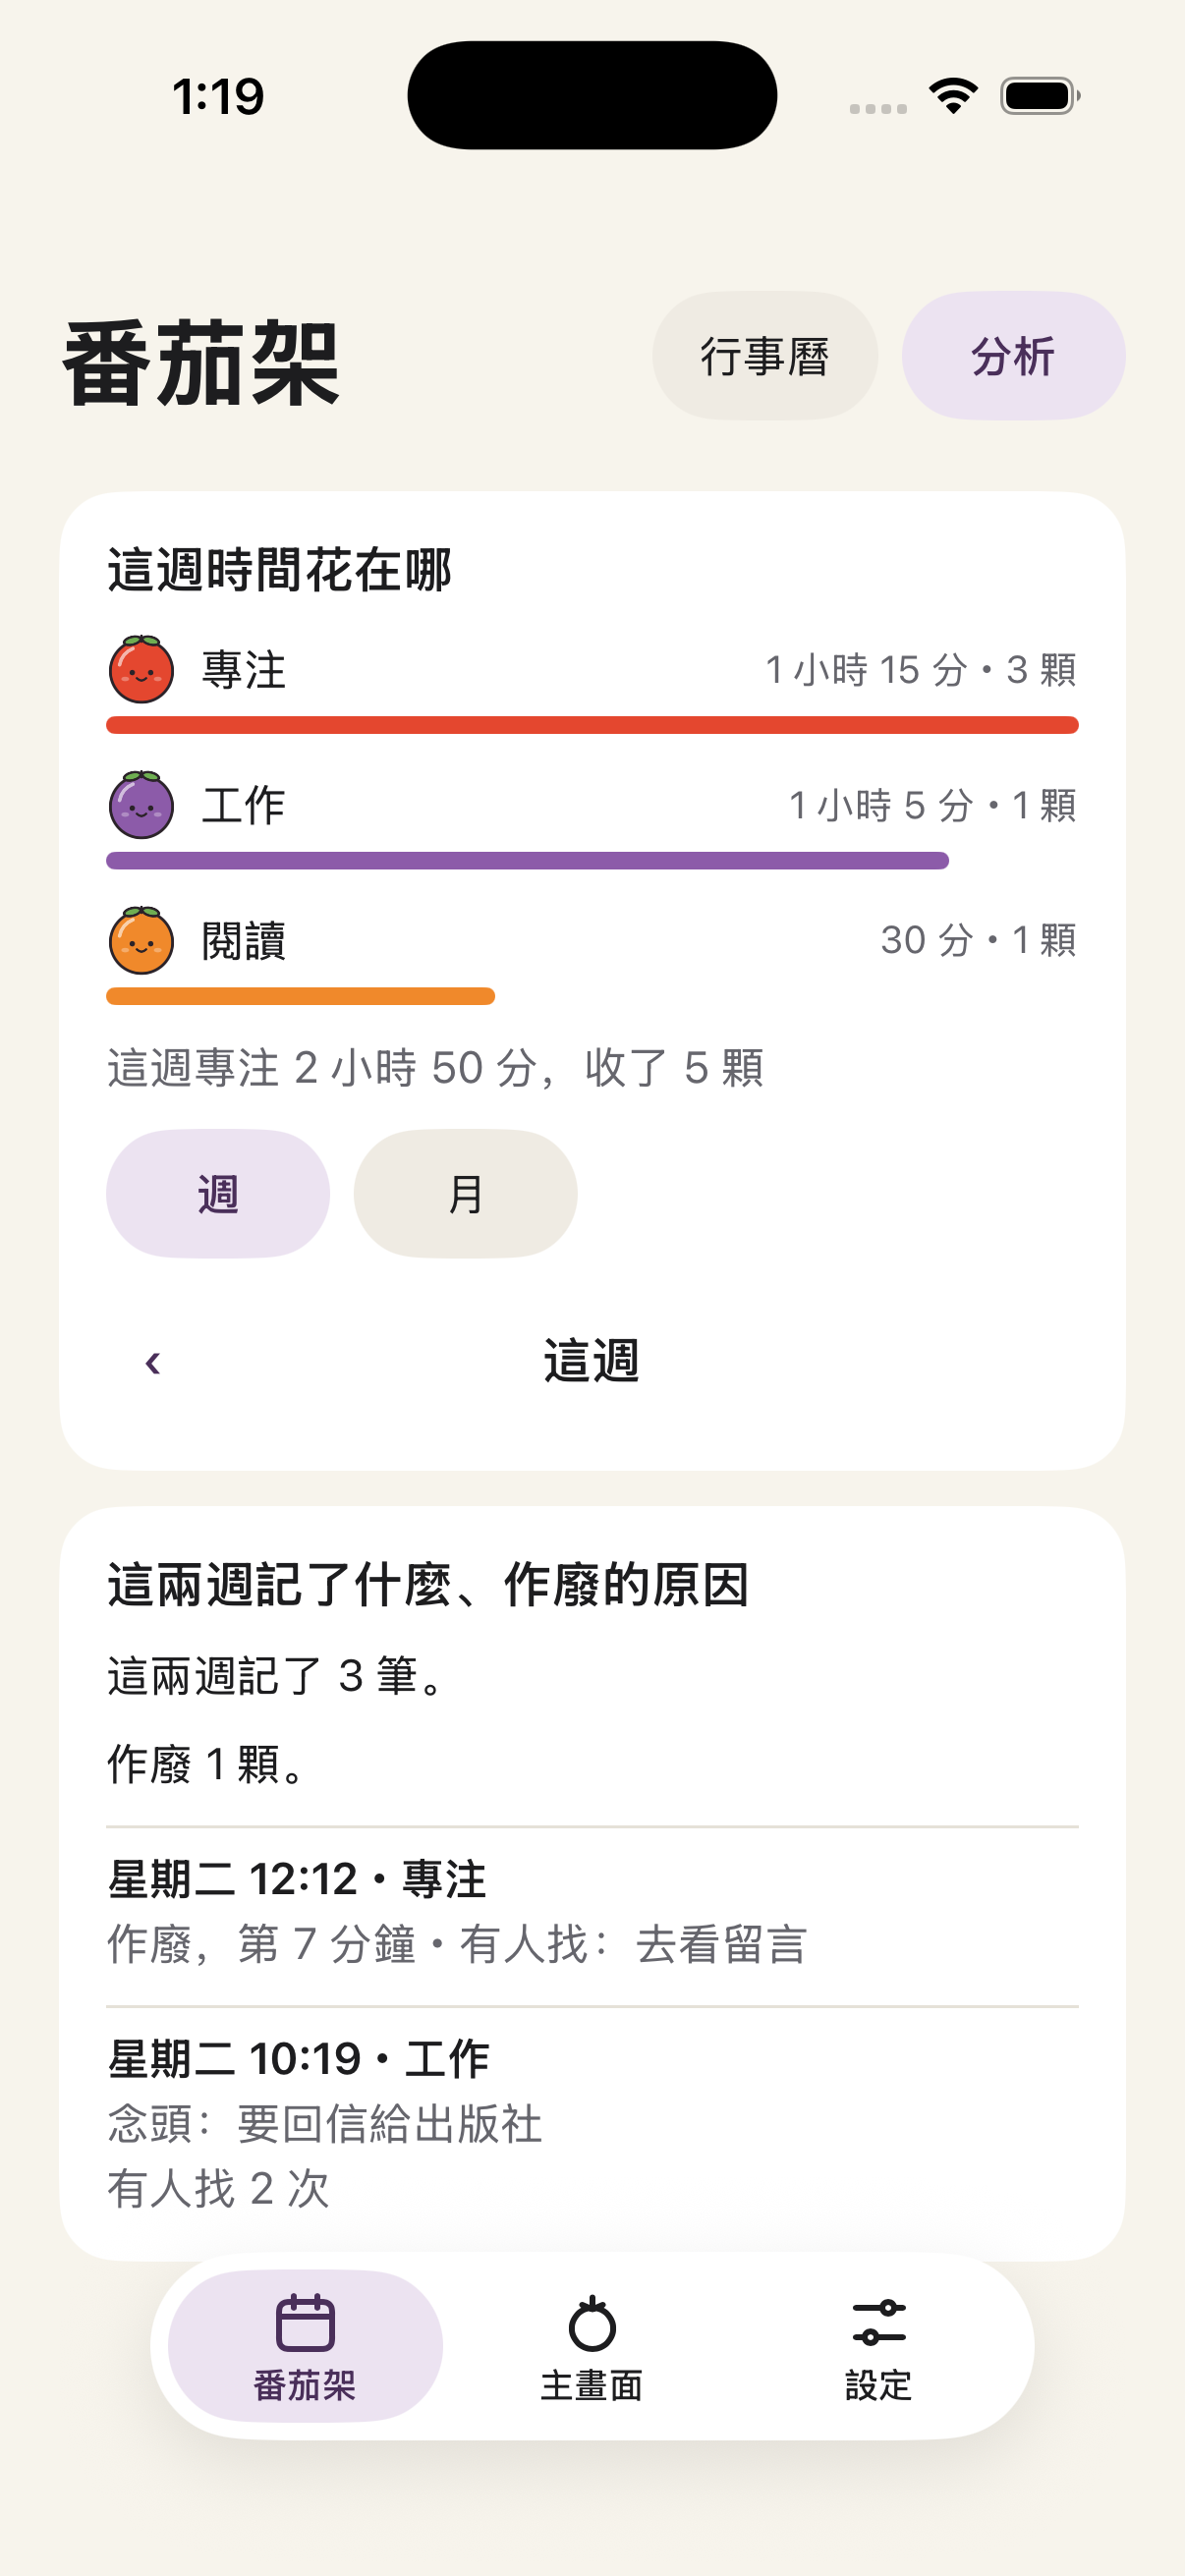 1:19
番茄架
行事曆
分析
這週時間花在哪
專注
1 小時 15 分・3 顆
工作
1 小時 5 分・1 顆
閱讀
30 分・1 顆
這週專注 2 小時 50 分，收了 5 顆
週
月
‹
這週
這兩週記了什麼、作廢的原因
這兩週記了 3 筆。
作廢 1 顆。
星期二 12:12・專注
作廢，第 7 分鐘・有人找：去看留言
星期二 10:19・工作
念頭：要回信給出版社
有人找 2 次
番茄架
主畫面
設定